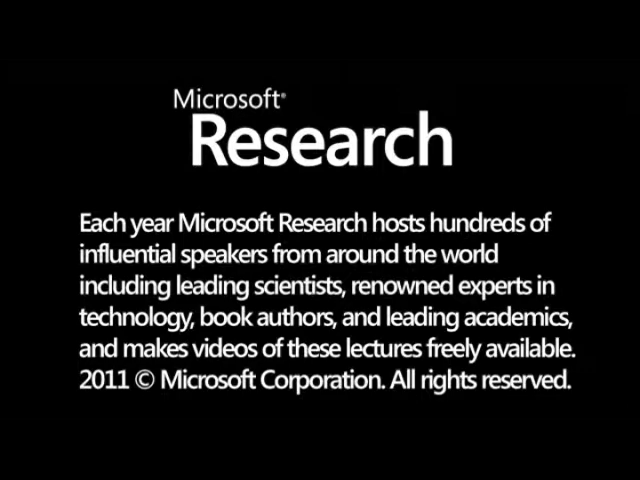 Microsoft®
Research
Each year Microsoft Research hosts hundreds of
influential speakers from around the world
including leading scientists, renowned experts in
technology, book authors, and leading academics,
and makes videos of these lectures freely available.
2011 © Microsoft Corporation. All rights reserved.